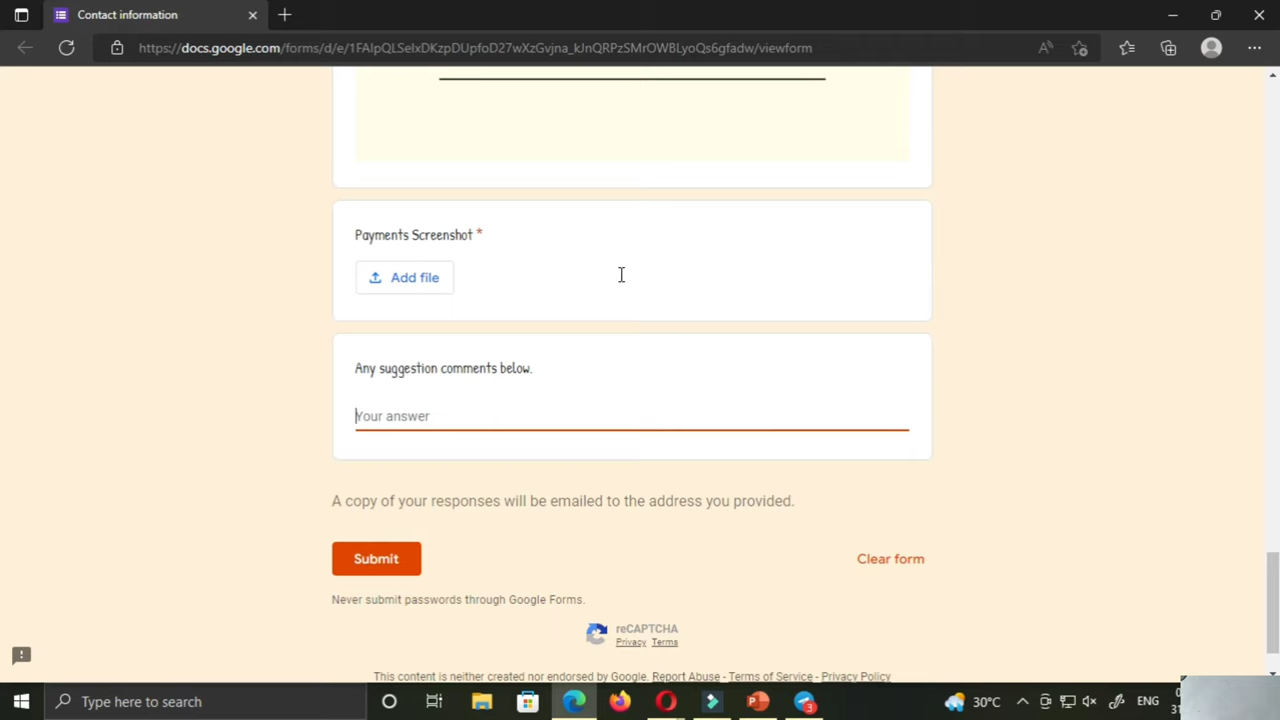 Contact information
https://docs.google.com/forms/d/e/1FAIpQLSelxDKzpDUpfoD27wXzGvjna_kJnQRPzSMrOWBLyoQs6gfadw/viewform
Payments Screenshot *
Add file
Any suggestion comments below.
Your answer
A copy of your responses will be emailed to the address you provided.
Submit
Clear form
Never submit passwords through Google Forms.
reCAPTCHA
Privacy Terms
This content is neither created nor endorsed by Google. Report Abuse - Terms of Service - Privacy Policy
Type here to search
3
30°C
ENG